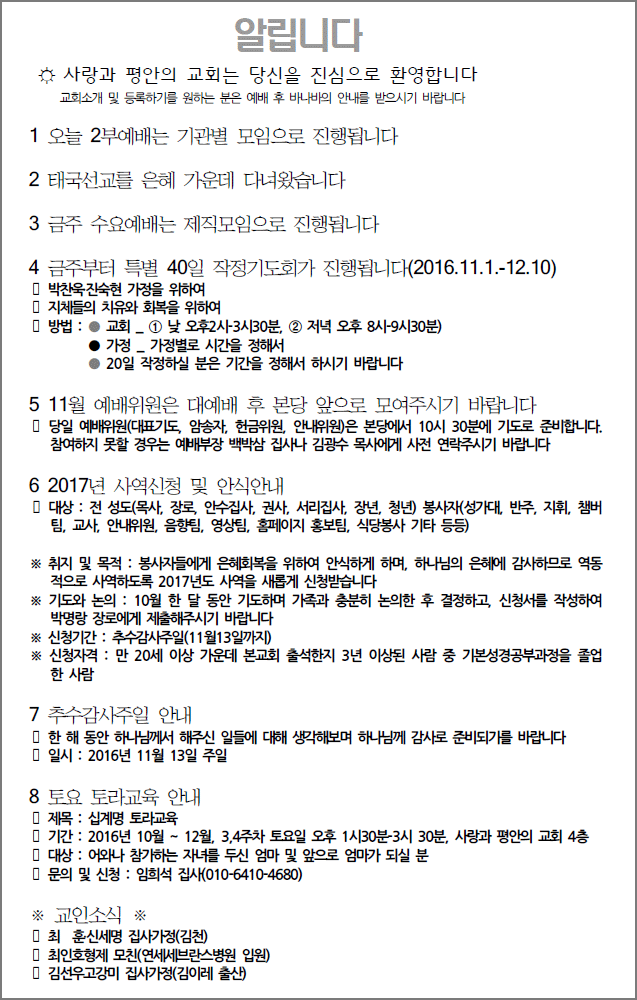 알립니다
☼ 사랑과 평안의 교회는 당신을 진심으로 환영합니다
교회소개 및 등록하기를 원하는 분은 예배 후 바나바의 안내를 받으시기 바랍니다
1 오늘 2부예배는 기관별 모임으로 진행됩니다
2 태국선교를 은혜 가운데 다녀왔습니다
3 금주 수요예배는 제직모임으로 진행됩니다
4 금주부터 특별 40일 작정기도회가 진행됩니다(2016.11.1.-12.10)
▯ 박찬욱진숙현 가정을 위하여
▯ 지체들의 치유와 회복을 위하여
▯ 방법 : ● 교회 _ ① 낮 오후2시-3시30분, ② 저녁 오후 8시-9시30분)
● 가정 _ 가정별로 시간을 정해서
● 20일 작정하실 분은 기간을 정해서 하시기 바랍니다
5 11월 예배위원은 대예배 후 본당 앞으로 모여주시기 바랍니다
▯ 당일 예배위원(대표기도, 암송자, 헌금위원, 안내위원)은 본당에서 10시 30분에 기도로 준비합니다.
참여하지 못할 경우는 예배부장 백박삼 집사나 김광수 목사에게 사전 연락주시기 바랍니다
6 2017년 사역신청 및 안식안내
▯ 대상 : 전 성도(목사, 장로, 안수집사, 권사, 서리집사, 장년, 청년) 봉사자(성가대, 반주, 지휘, 챔버
팀, 교사, 안내위원, 음향팀, 영상팀, 홈페이지 홍보팀, 식당봉사 기타 등등)
※ 취지 및 목적 : 봉사자들에게 은혜회복을 위하여 안식하게 하며, 하나님의 은혜에 감사하므로 역동
적으로 사역하도록 2017년도 사역을 새롭게 신청받습니다
※ 기도와 논의 : 10월 한 달 동안 기도하며 가족과 충분히 논의한 후 결정하고, 신청서를 작성하여
박명랑 장로에게 제출해주시기 바랍니다
※ 신청기간 : 추수감사주일(11월13일까지)
※ 신청자격 : 만 20세 이상 가운데 본교회 출석한지 3년 이상된 사람 중 기본성경공부과정을 졸업
한 사람
7 추수감사주일 안내
▯ 한 해 동안 하나님께서 해주신 일들에 대해 생각해보며 하나님께 감사로 준비되기를 바랍니다
▯ 일시 : 2016년 11월 13일 주일
8 토요 토라교육 안내
▯ 제목 : 십계명 토라교육
▯ 기간 : 2016년 10월 ~ 12월, 3,4주차 토요일 오후 1시30분-3시 30분, 사랑과 평안의 교회 4층
▯ 대상 : 어와나 참가하는 자녀를 두신 엄마 및 앞으로 엄마가 되실 분
▯ 문의 및 신청 : 임희석 집사(010-6410-4680)
※ 교인소식 ※
▯ 최 훈신세명 집사가정(김천)
▯ 최인호형제 모친(연세세브란스병원 입원)
▯ 김선우고강미 집사가정(김이레 출산)